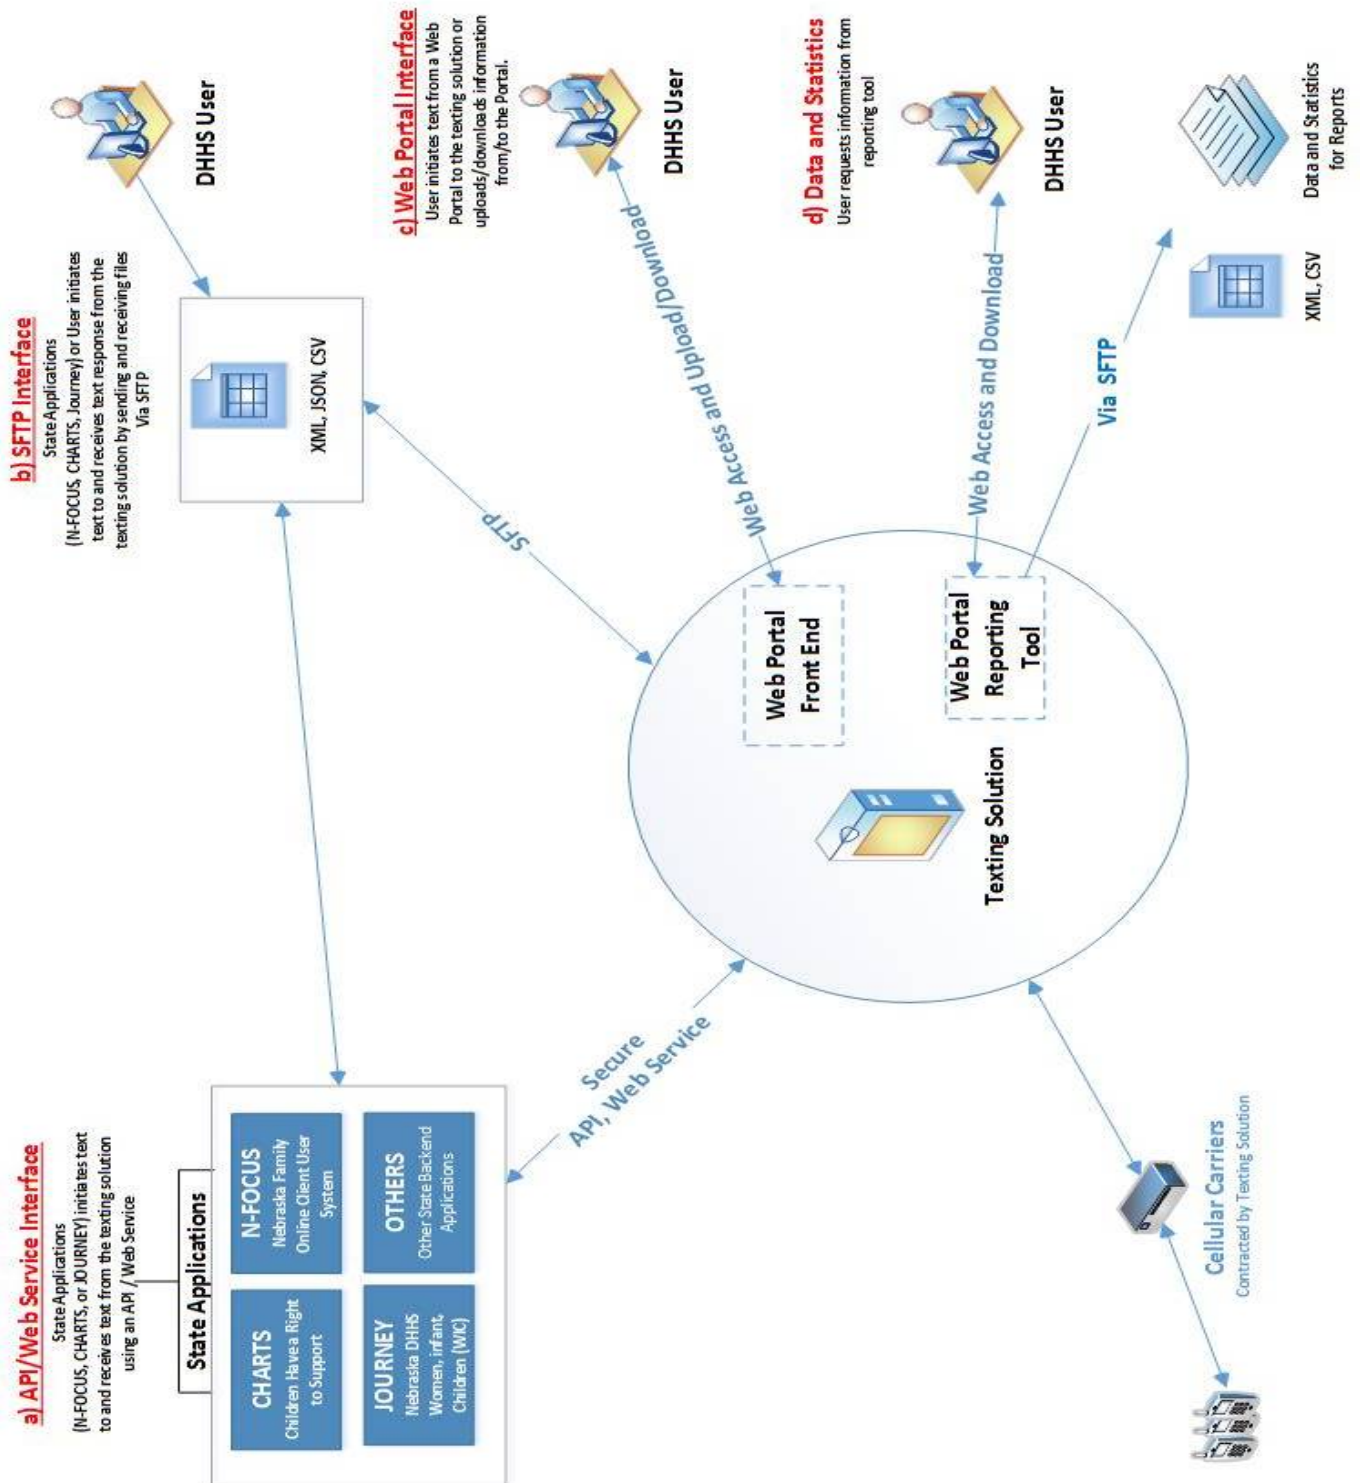 a) API/Web Service Interface
State Applications
(N-FOCUS, CHARTS, or JOURNEY) initiates text
to and receives text from the texting solution
using an API / Web Service
State Applications
CHARTS
Children Have a Right
to Support
N-FOCUS
Nebraska Family
Online Client User
System
JOURNEY
Nebraska DHHS
Women, infant,
Children (WIC)
OTHERS
Other State Backend
Applications
b) SFTP Interface
State Applications
(N-FOCUS, CHARTS, Journey) or User initiates
text to and receives text response from the
texting solution by sending and receiving files
Via SFTP
XML, JSON, CSV
DHHS User
SFTP
Secure
API, Web Service
c) Web Portal Interface
User initiates text from a Web
Portal to the texting solution or
uploads/downloads information
from/to the Portal.
DHHS User
Web Access and Upload/Download
Web Portal
Front End
Texting Solution
Web Portal
Reporting
Tool
d) Data and Statistics
User requests information from
reporting tool
DHHS User
Web Access and Download
Via SFTP
XML, CSV
Data and Statistics
for Reports
Cellular Carriers
Contracted by Texting Solution